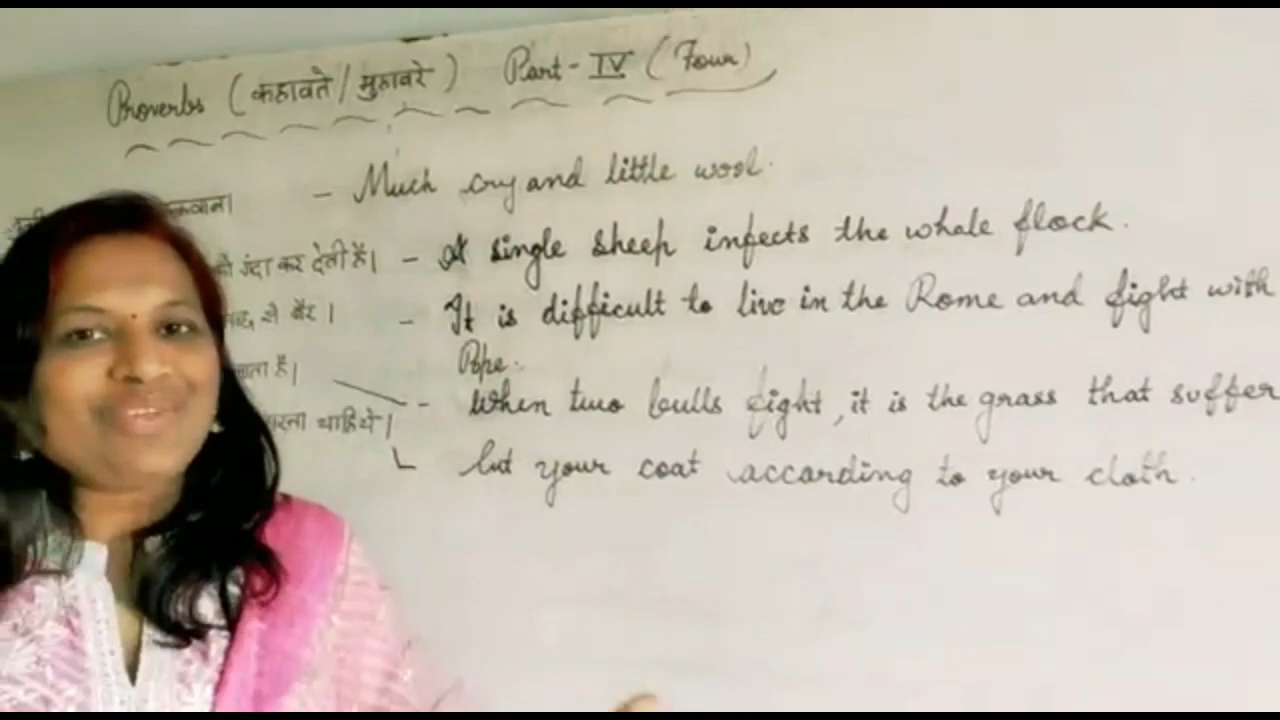 Proverbs (कहावते/मुहावरे) Part-IV (Four)
- Much cry and little wool.
को गंदा कर देती है। - A single sheep infects the whole flock.
से बैर। - It is difficult to live in the Rome and fight with
Pope.
है। - When two bulls fight, it is the grass that suffer
चाहिये। cut your coat according to your cloth.